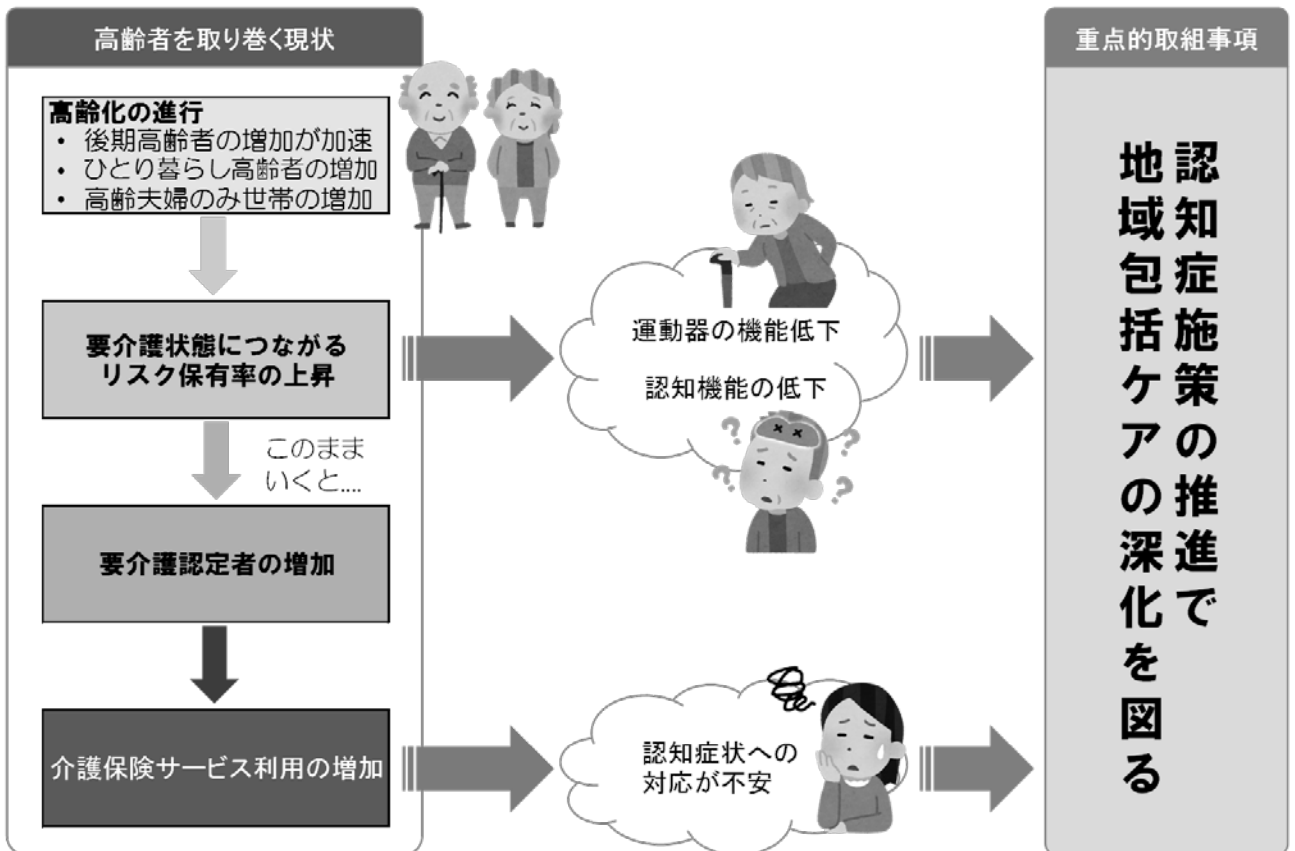 高齢者を取り巻く現状
高齢化の進行
・ 後期高齢者の増加が加速
・ ひとり暮らし高齢者の増加
・ 高齢夫婦のみ世帯の増加
要介護状態につながる
リスク保有率の上昇
このまま
いくと....
要介護認定者の増加
介護保険サービス利用の増加
運動器の機能低下
認知機能の低下
? ? ? ?
認知症状への
対応が不安
重点的取組事項
認知症施策の推進で
地域包括ケアの深化を図る